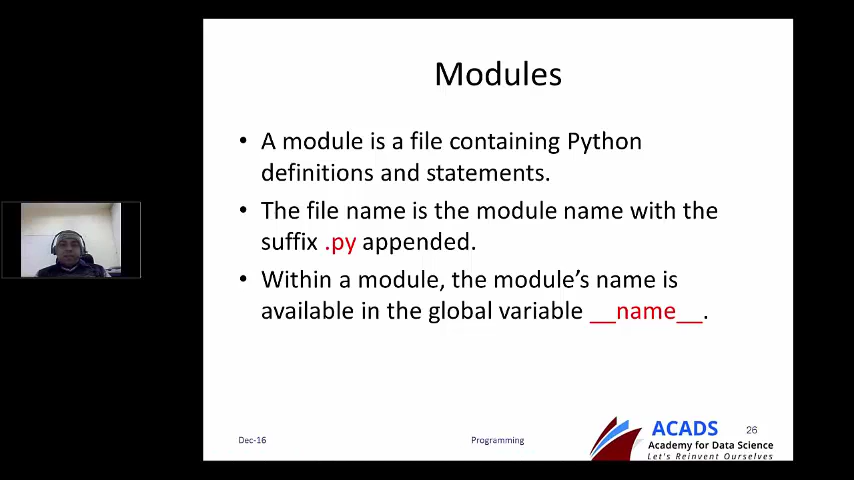 Modules
• A module is a file containing Python
definitions and statements.
• The file name is the module name with the
suffix .py appended.
• Within a module, the module’s name is
available in the global variable __name__.
Dec-16
Programming
ACADS
26
Academy for Data Science
Let's Reinvent Ourselves